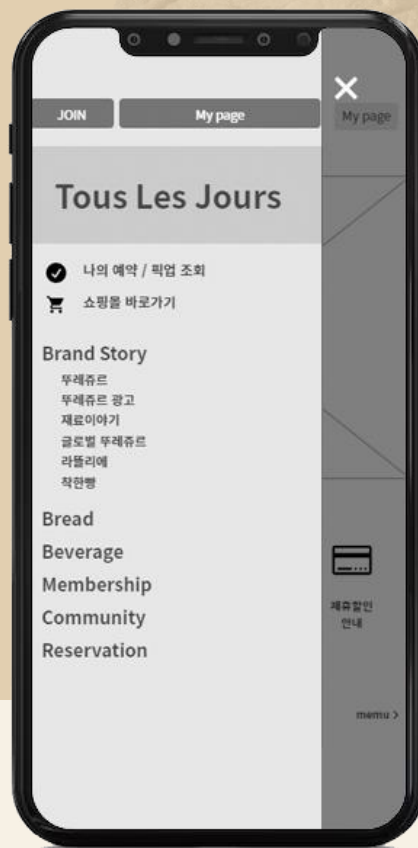 JOIN
My page
My page
Tous Les Jours
나의 예약 / 픽업 조회
쇼핑몰 바로가기
Brand Story
뚜레쥬르
뚜레쥬르 광고
재료이야기
글로벌 뚜레쥬르
라뜰리에
착한빵
Bread
Beverage
Membership
Community
Reservation
제휴할인
안내
memu >